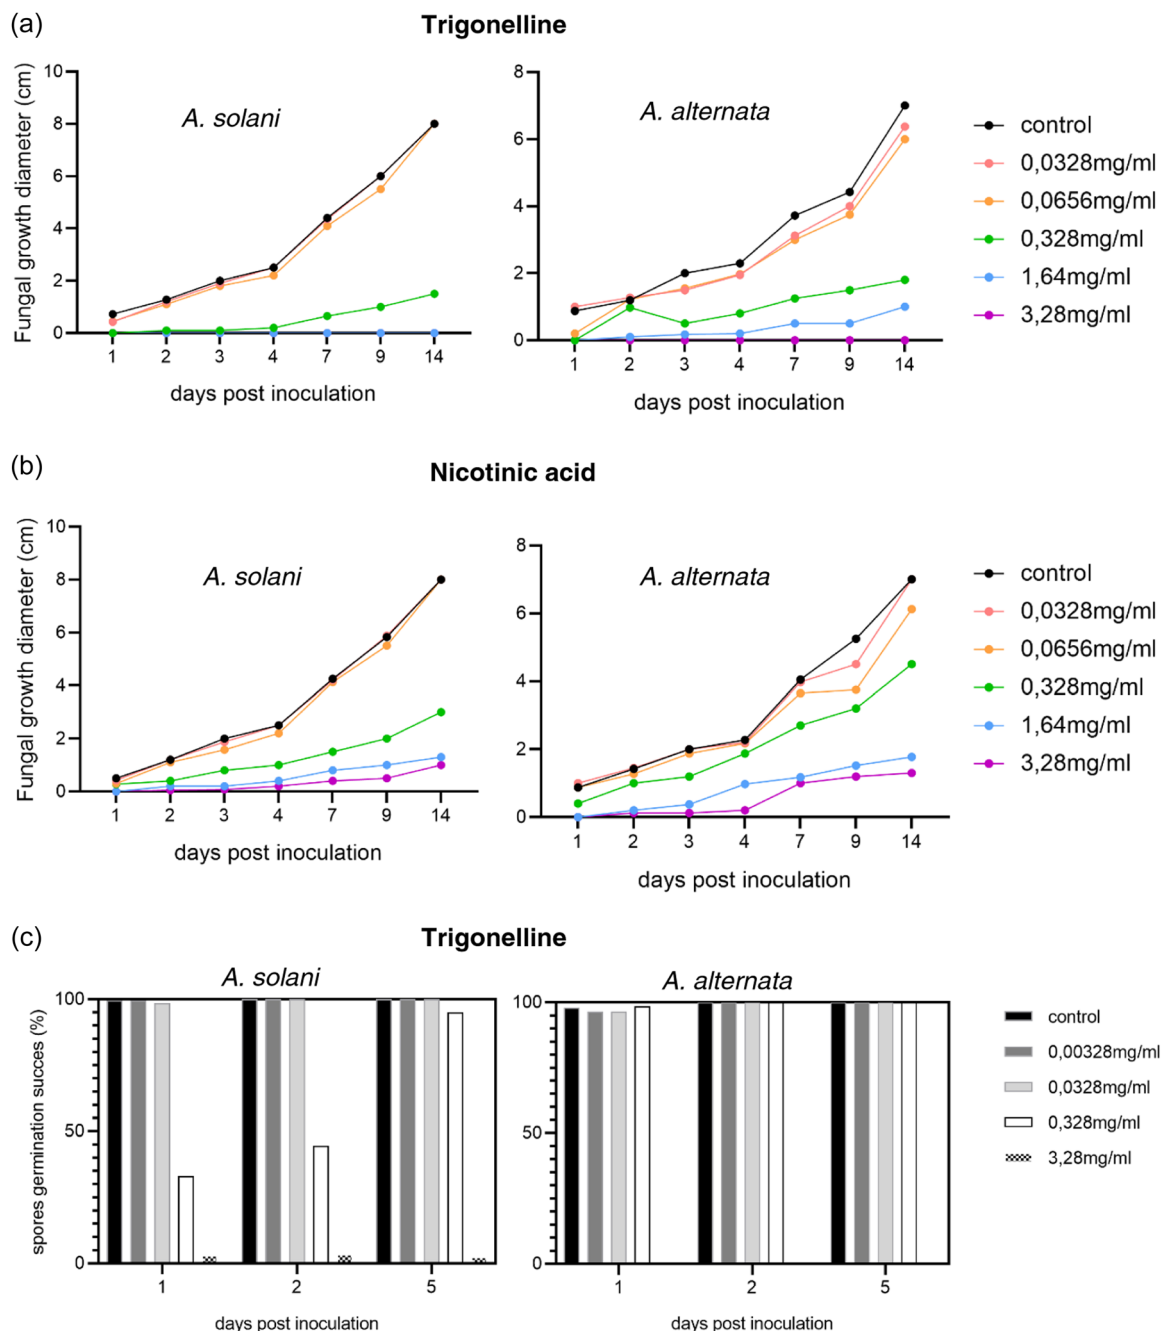 (a)
Trigonelline
Fungal growth diameter (cm)
10
8
6
4
2
0
A. solani
1 2 3 4 7 9 14
days post inoculation
8
6
4
2
0
A. alternata
1 2 3 4 7 9 14
days post inoculation
control
0,0328mg/ml
0,0656mg/ml
0,328mg/ml
1,64mg/ml
3,28mg/ml
(b)
Nicotinic acid
Fungal growth diameter (cm)
10
8
6
4
2
0
A. solani
1 2 3 4 7 9 14
days post inoculation
8
6
4
2
0
A. alternata
1 2 3 4 7 9 14
days post inoculation
control
0,0328mg/ml
0,0656mg/ml
0,328mg/ml
1,64mg/ml
3,28mg/ml
(c)
Trigonelline
spores germination succes (%)
A. solani
100
50
0
1 2 5
days post inoculation
A. alternata
100
50
0
1 2 5
days post inoculation
control
0,00328mg/ml
0,0328mg/ml
0,328mg/ml
3,28mg/ml